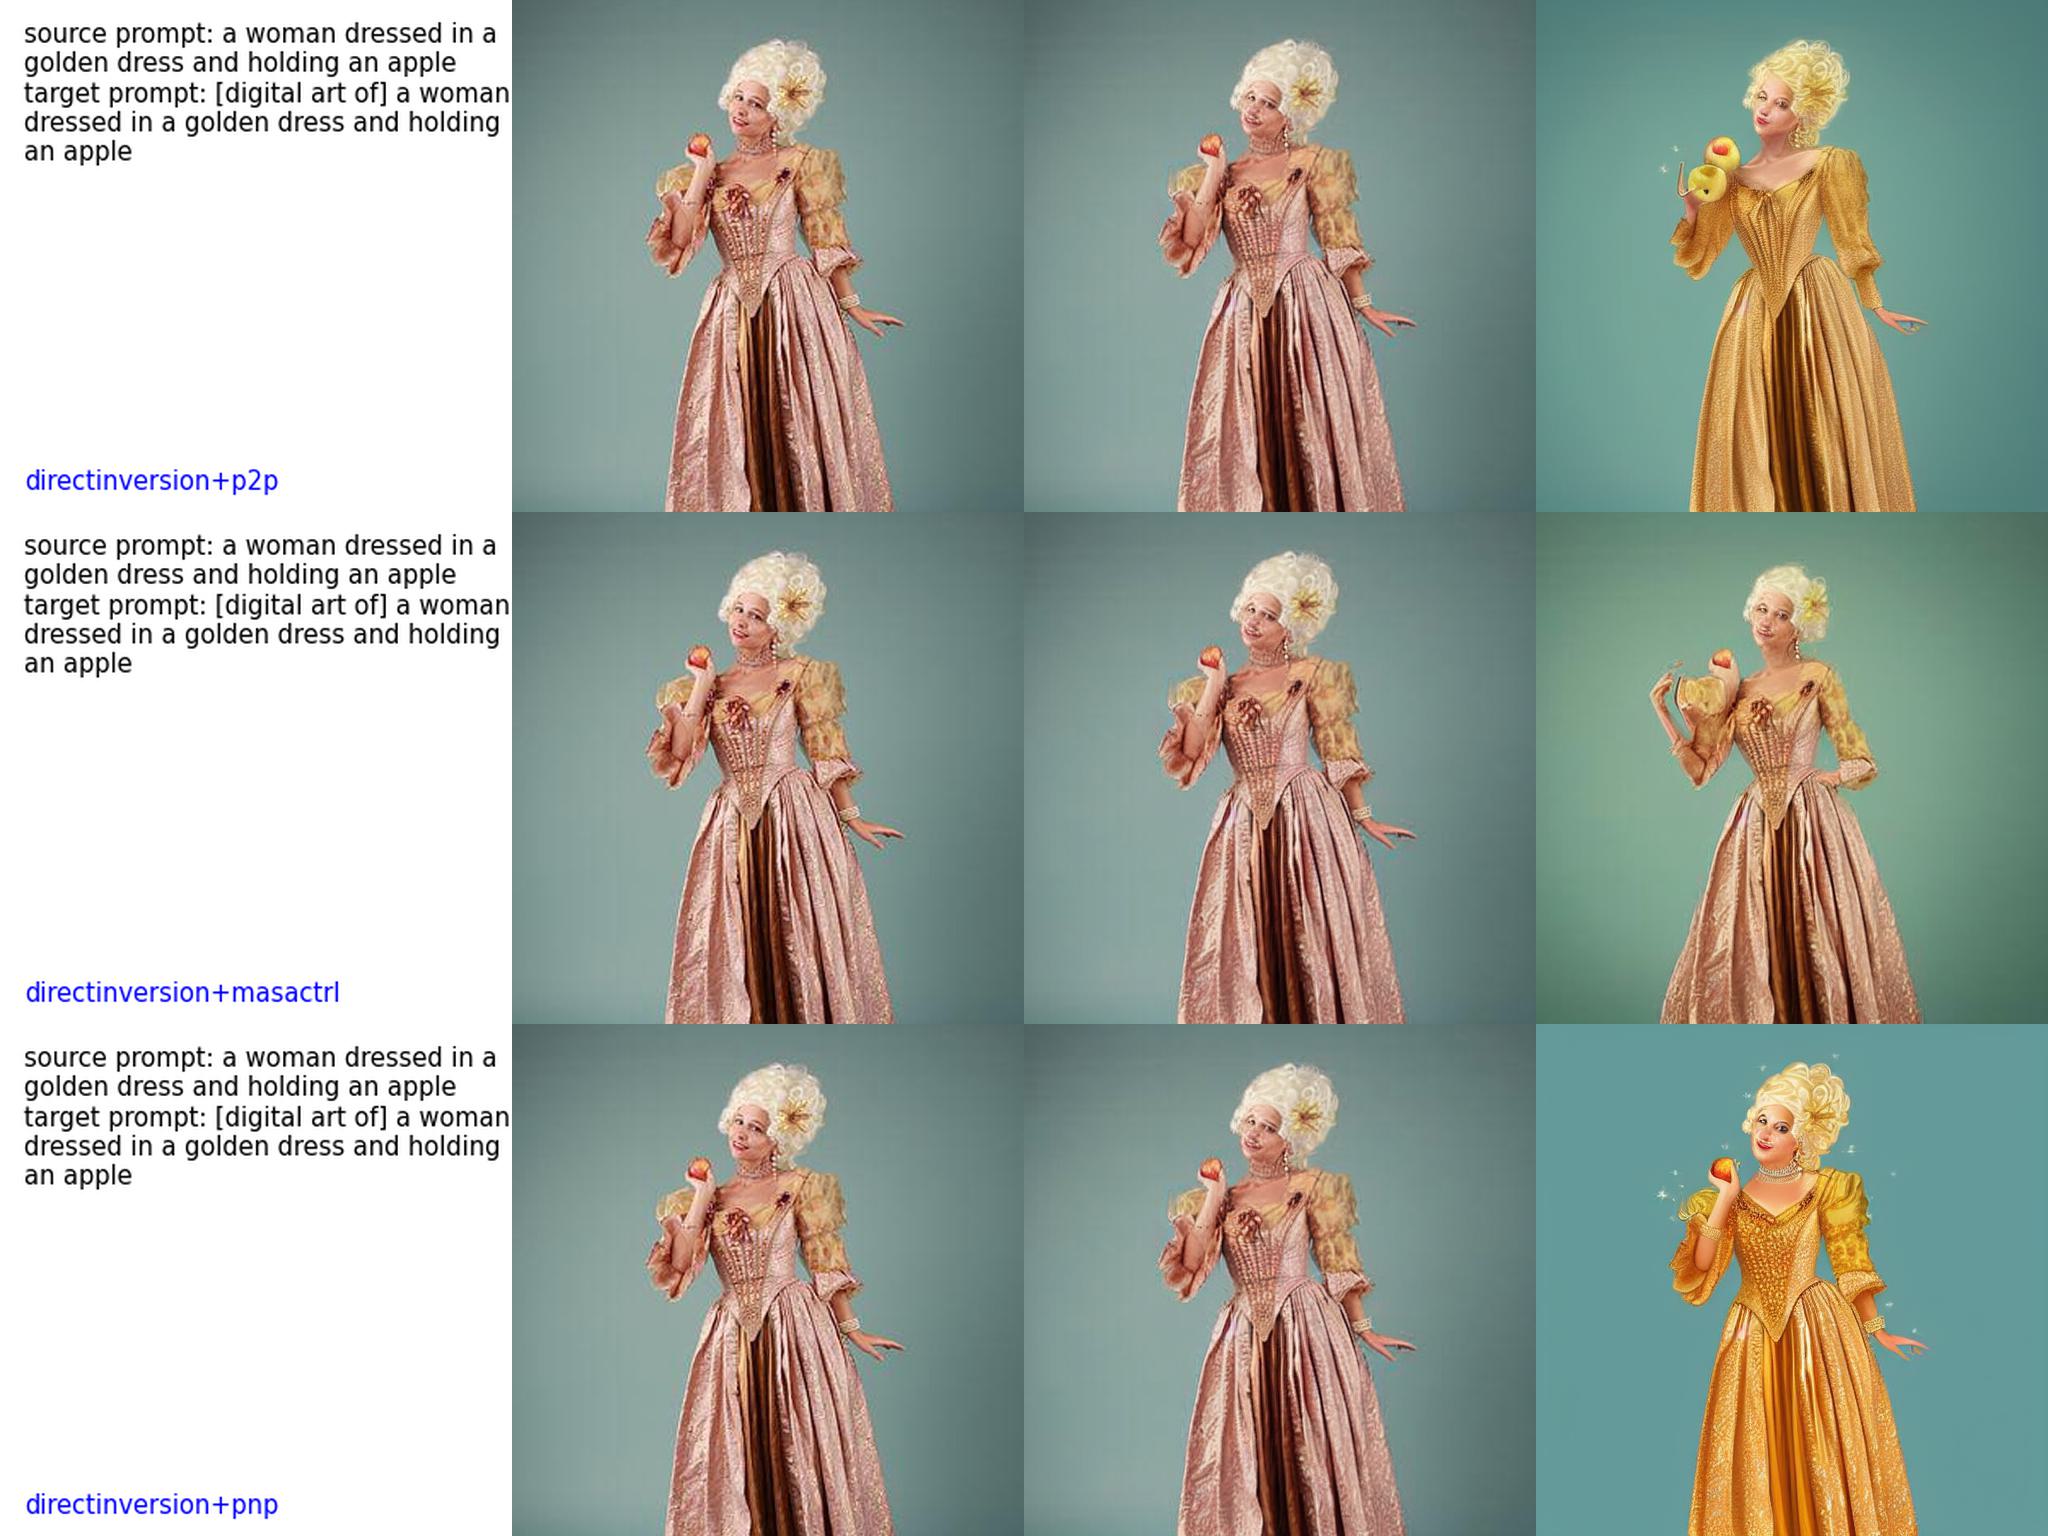 source prompt: a woman dressed in a
golden dress and holding an apple
target prompt: [digital art of] a woman
dressed in a golden dress and holding
an apple
directinversion+p2p
source prompt: a woman dressed in a
golden dress and holding an apple
target prompt: [digital art of] a woman
dressed in a golden dress and holding
an apple
directinversion+masactrl
source prompt: a woman dressed in a
golden dress and holding an apple
target prompt: [digital art of] a woman
dressed in a golden dress and holding
an apple
directinversion+pnp